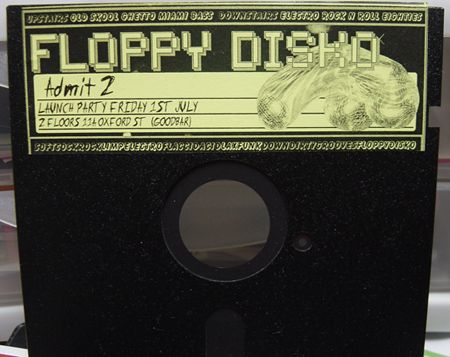 UPSTAIRS OLD SKOOL GHETTO MIAMI BASS DOWNSTAIRS ELECTRO ROCK N ROLL EIGHTIES
FLOPPY DISKO
Admit 2
LAUNCH PARTY FRIDAY 1ST JULY
2 FLOORS 11A OXFORD ST (GOODBAR)
SOFTCOCKROCKLIMPELECTROFLACCIDACIDLAXFUNKDOWNDIRTYGROOVESFLOPPYDISKO